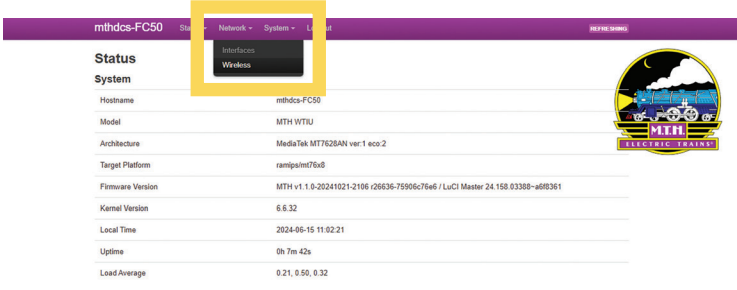 mthdcs-FC50 Network System REFRESHING
Interfaces
Wireless
Status
System
Hostname mthdcs-FC50
Model MTH WTIU
Architecture MediaTek MT7628AN ver:1 eco:2
Target Platform ramips/mt76x8
Firmware Version MTH v1.1.0-20241021-2106 r26636-75906c76e6 / LuCI Master 24.158.03388~a6f8361
Kernel Version 6.6.32
Local Time 2024-06-15 11:02:21
Uptime 0h 7m 42s
Load Average 0.21, 0.50, 0.32
M.T.H.
ELECTRIC TRAINS